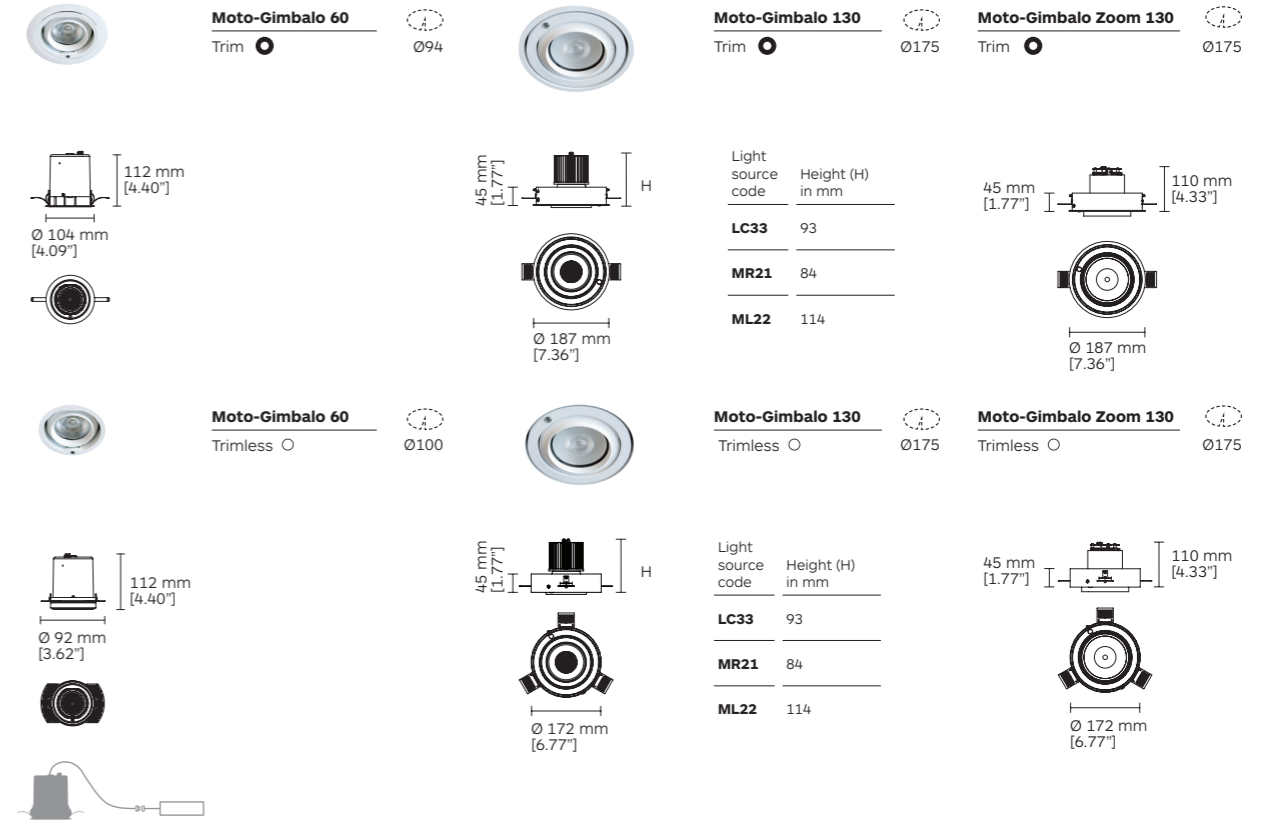 Moto-Gimbalo 60
Trim
Ø94
112 mm
[4.40”]
Ø 104 mm
[4.09”]
Moto-Gimbalo 130
Trim
Ø175
45 mm
[1.77”]
H
Ø 187 mm
[7.36”]
Light
source
code
Height (H)
in mm
LC33 93
MR21 84
ML22 114
Moto-Gimbalo Zoom 130
Trim
Ø175
45 mm
[1.77”]
110 mm
[4.33”]
Ø 187 mm
[7.36”]
Moto-Gimbalo 60
Trimless
Ø100
112 mm
[4.40”]
Ø 92 mm
[3.62”]
Moto-Gimbalo 130
Trimless
Ø175
45 mm
[1.77”]
H
Ø 172 mm
[6.77”]
Light
source
code
Height (H)
in mm
LC33 93
MR21 84
ML22 114
Moto-Gimbalo Zoom 130
Trimless
Ø175
45 mm
[1.77”]
110 mm
[4.33”]
Ø 172 mm
[6.77”]